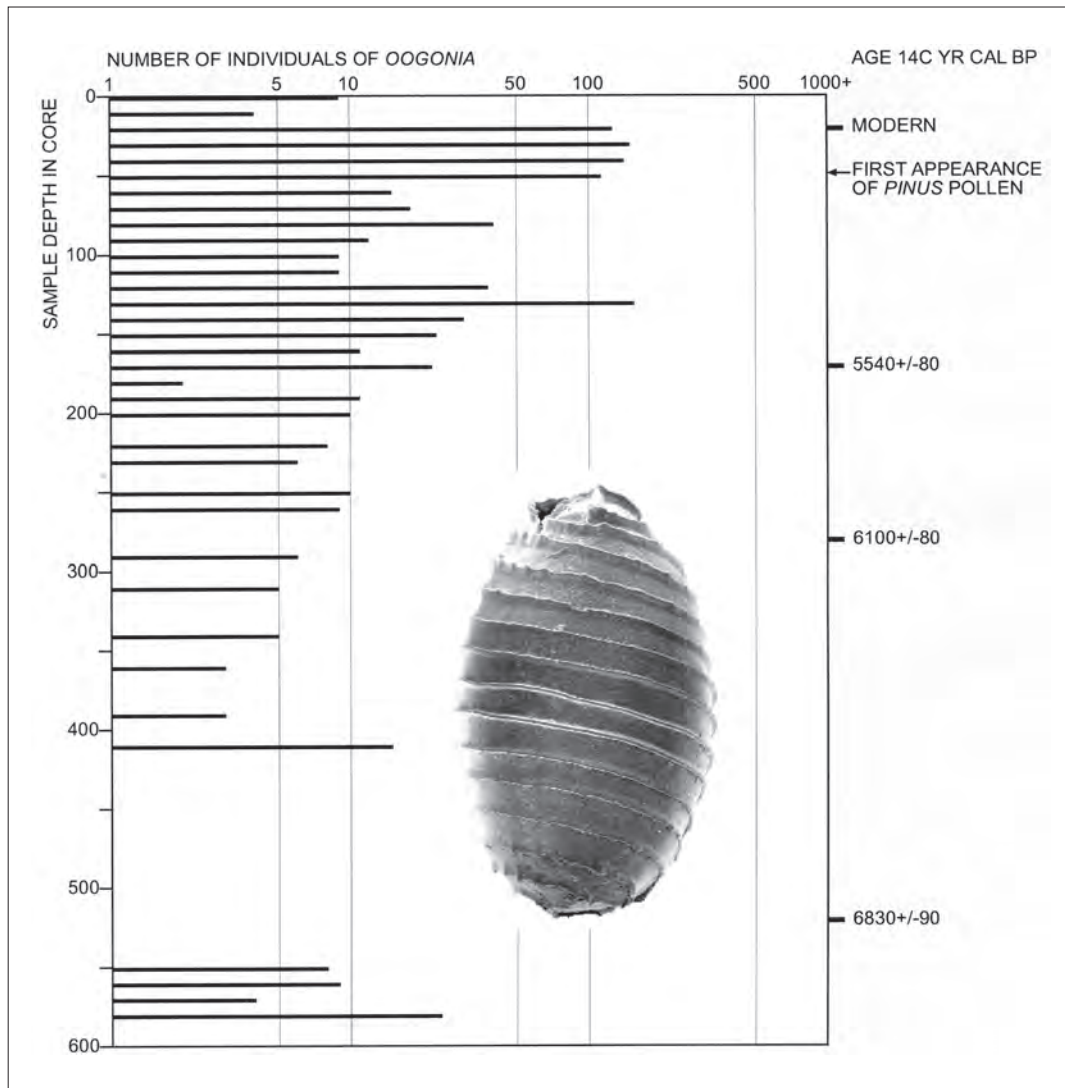 NUMBER OF INDIVIDUALS OF OOGONIA
AGE 14C YR CAL BP
1 5 10 50 100 500 1000+
SAMPLE DEPTH IN CORE
0
100
200
300
400
500
600
MODERN
FIRST APPEARANCE
OF PINUS POLLEN
5540+/-80
6100+/-80
6830+/-90